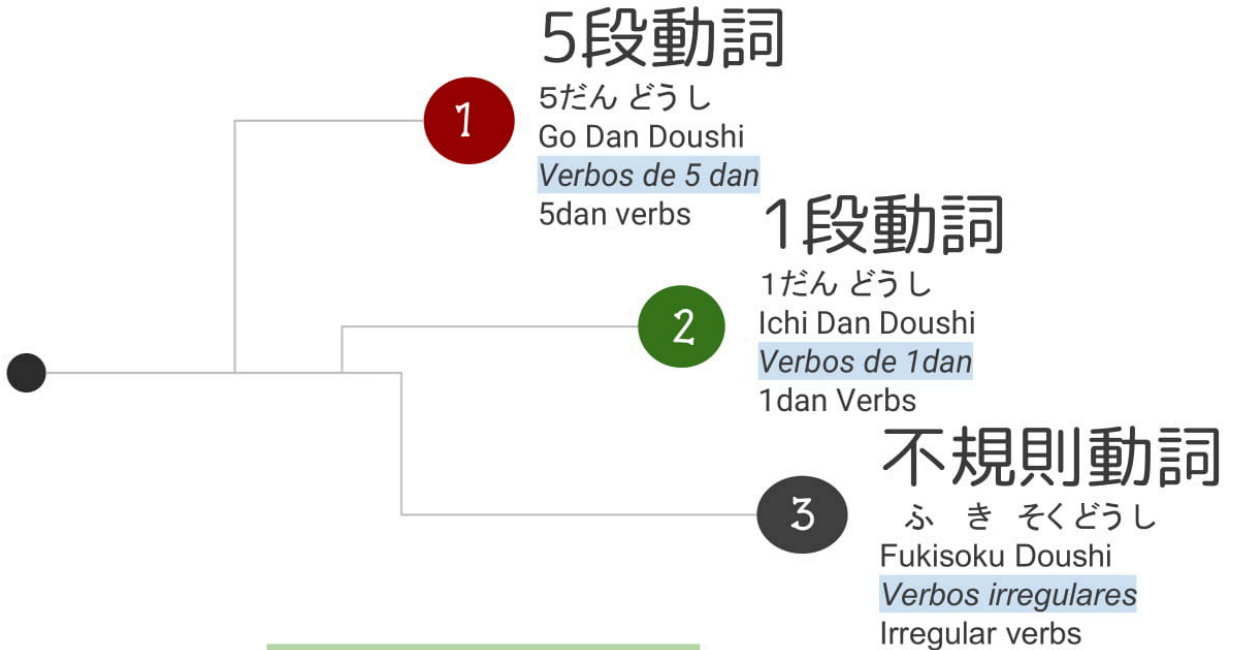 5段動詞
5だん どうし
1
Go Dan Doushi
Verbos de 5 dan
5dan verbs
1段動詞
1だん どうし
2
Ichi Dan Doushi
Verbos de 1dan
1dan Verbs
不規則動詞
ふ き そくどうし
3
Fukisoku Doushi
Verbos irregulares
Irregular verbs